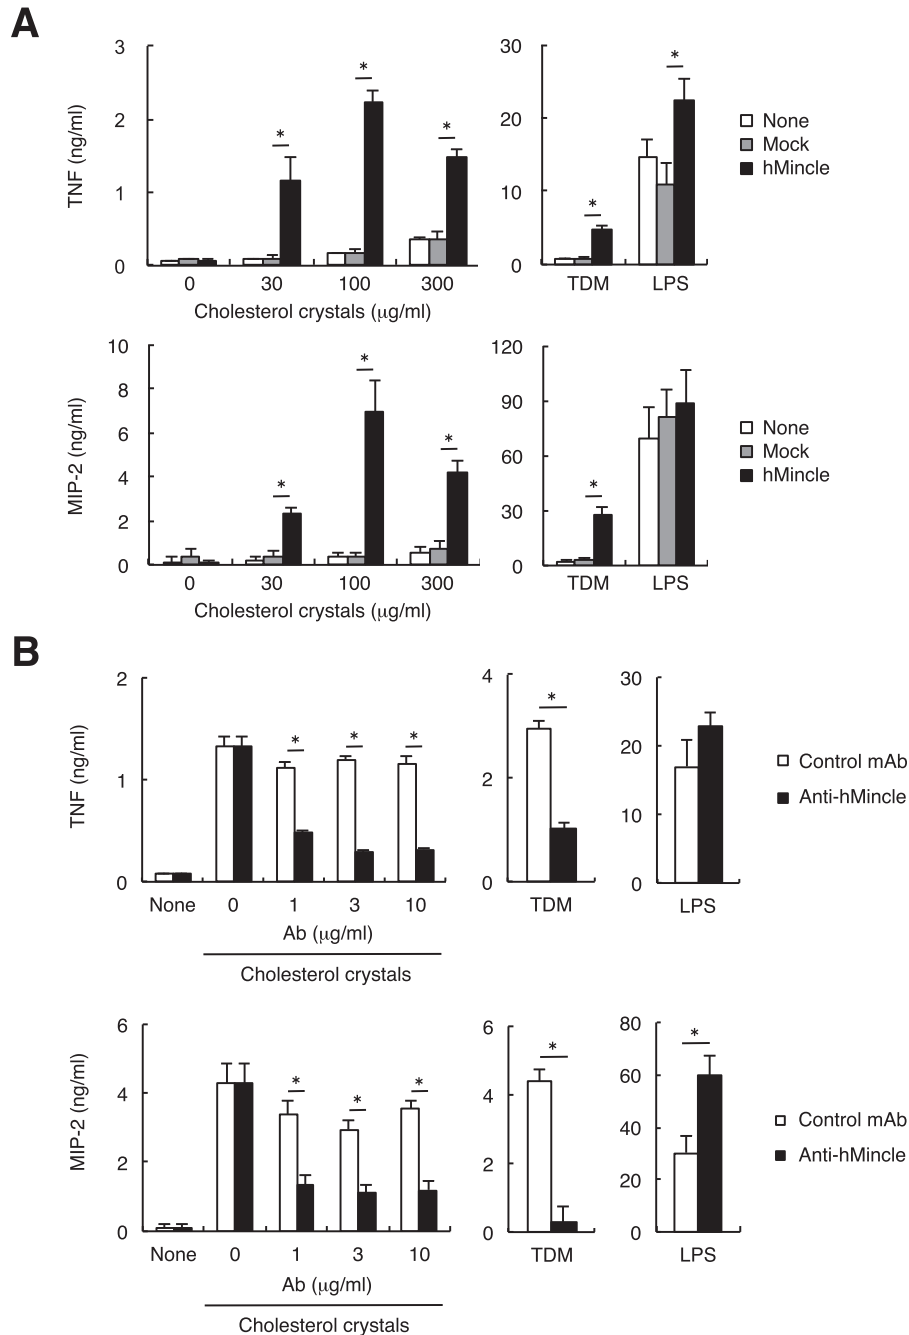 A
TNF (ng/ml)
3
2
1
0
* * *
0 30 100 300
Cholesterol crystals (μg/ml)
30
20
10
0
* *
TDM LPS
None
Mock
hMincle
MIP-2 (ng/ml)
10
8
6
4
2
0
* * *
0 30 100 300
Cholesterol crystals (μg/ml)
120
90
60
30
0
*
TDM LPS
None
Mock
hMincle
B
TNF (ng/ml)
2
1
0
* * *
None 0 1 3 10
Ab (μg/ml)
Cholesterol crystals
4
2
0
*
TDM
30
20
10
0
LPS
Control mAb
Anti-hMincle
MIP-2 (ng/ml)
6
4
2
0
* * *
None 0 1 3 10
Ab (μg/ml)
Cholesterol crystals
6
4
2
0
*
TDM
80
60
40
20
0
*
LPS
Control mAb
Anti-hMincle